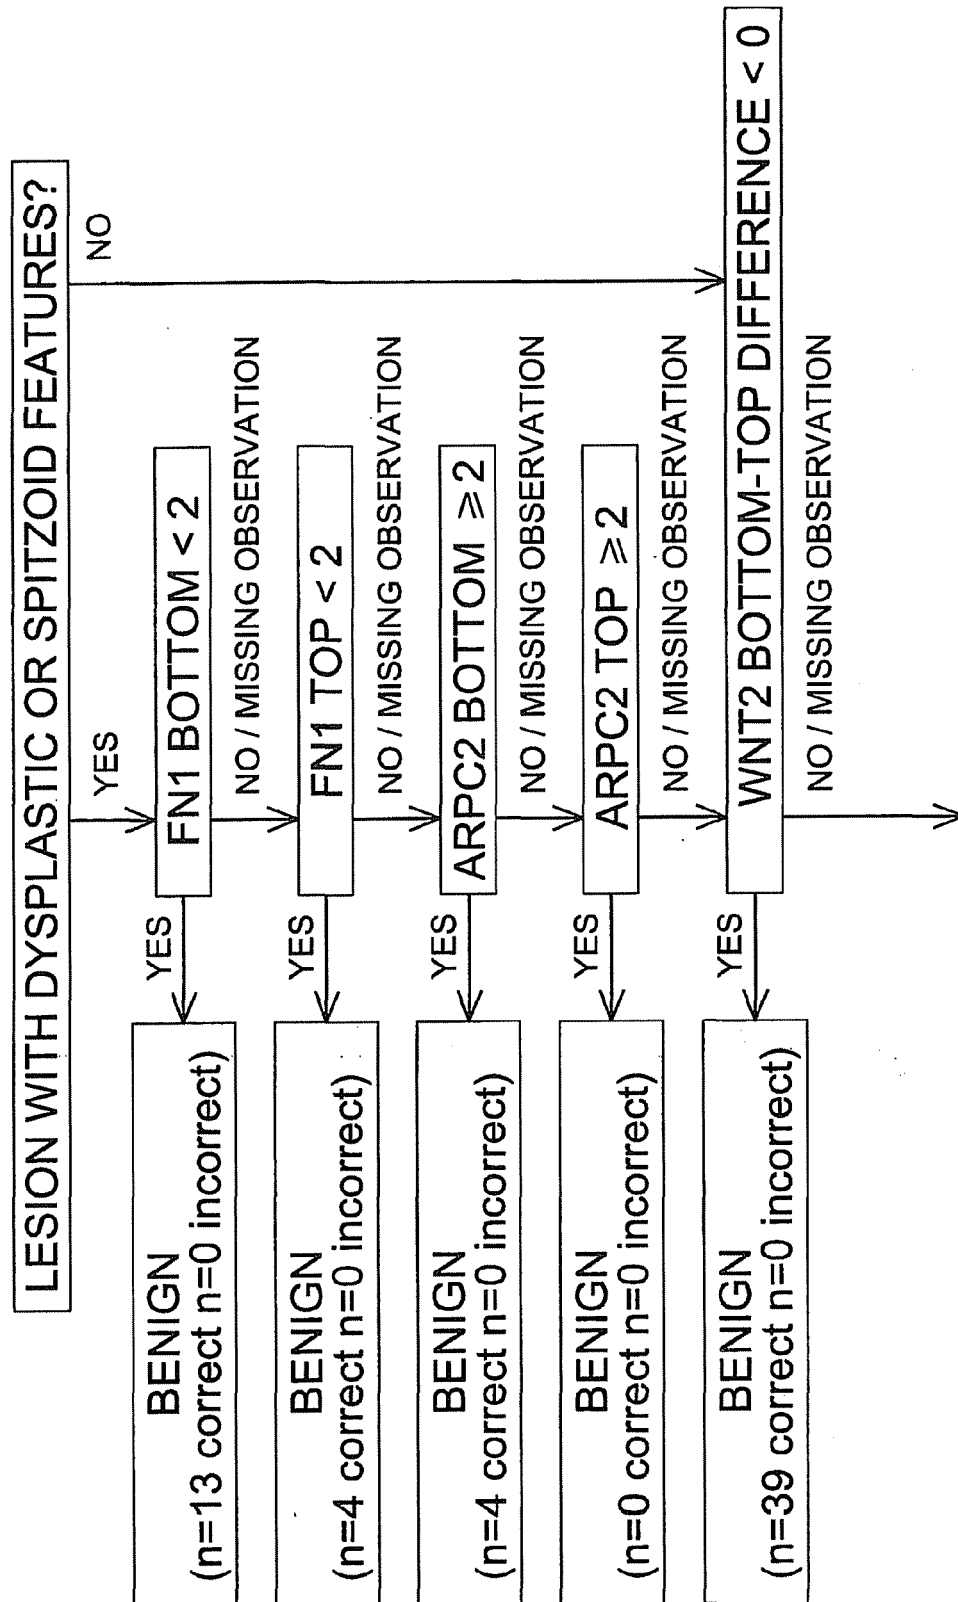 LESION WITH DYSPLASTIC OR SPITZOID FEATURES?
YES
NO
FN1 BOTTOM < 2
YES
BENIGN
(n=13 correct n=0 incorrect)
NO / MISSING OBSERVATION
FN1 TOP < 2
YES
BENIGN
(n=4 correct n=0 incorrect)
NO / MISSING OBSERVATION
ARPC2 BOTTOM ⩾ 2
YES
BENIGN
(n=4 correct n=0 incorrect)
NO / MISSING OBSERVATION
ARPC2 TOP ⩾ 2
YES
BENIGN
(n=0 correct n=0 incorrect)
NO / MISSING OBSERVATION
WNT2 BOTTOM-TOP DIFFERENCE < 0
YES
BENIGN
(n=39 correct n=0 incorrect)
NO / MISSING OBSERVATION